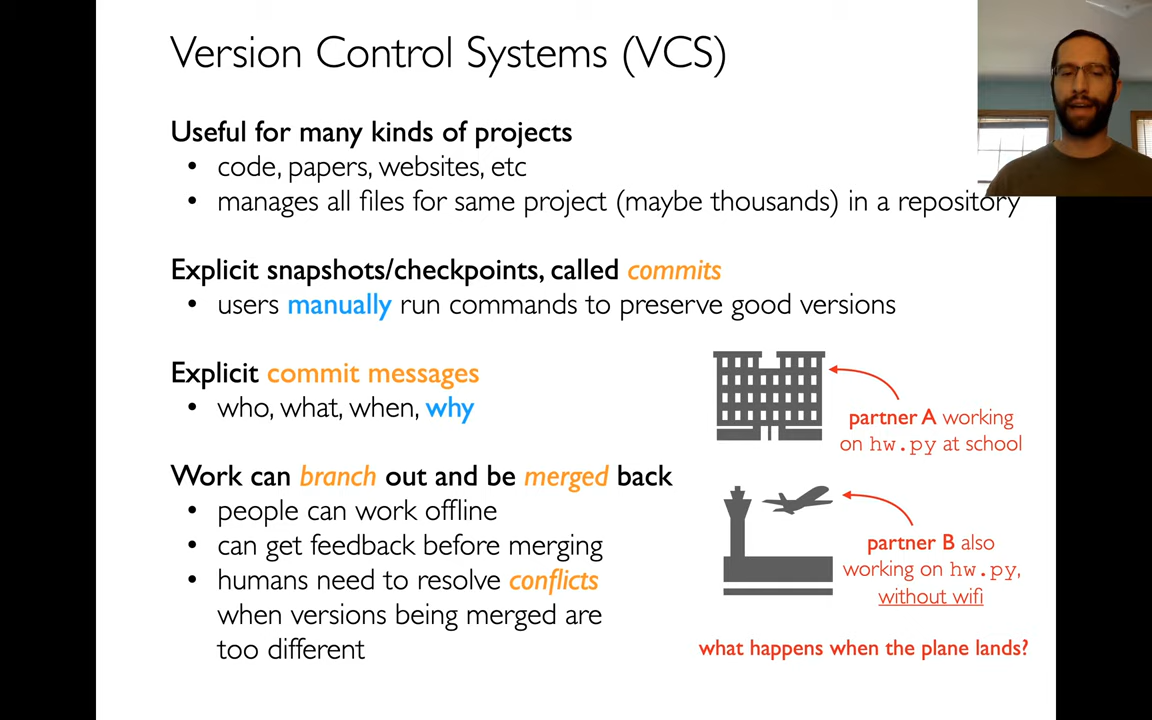 Version Control Systems (VCS)
Useful for many kinds of projects
• code, papers, websites, etc
• manages all files for same project (maybe thousands) in a repository
Explicit snapshots/checkpoints, called commits
• users manually run commands to preserve good versions
Explicit commit messages
• who, what, when, why
Work can branch out and be merged back
• people can work offline
• can get feedback before merging
• humans need to resolve conflicts
when versions being merged are
too different
partner A working
on hw.py at school
partner B also
working on hw.py,
without wifi
what happens when the plane lands?